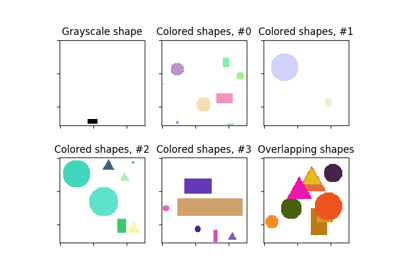 Grayscale shape
Colored shapes, #0
Colored shapes, #1
Colored shapes, #2
Colored shapes, #3
Overlapping shapes